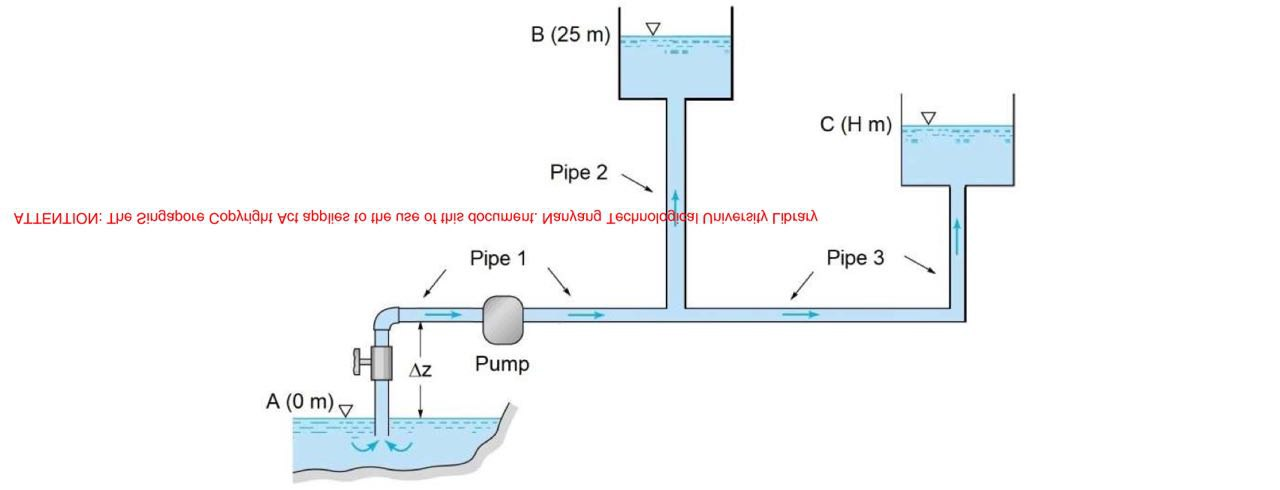 B (25 m)
C (H m)
Pipe 2
ATTENTION: The Singapore Copyright Act applies to the use of this document. Nanyang Technological University Library
Pipe 1
Pipe 3
Δz
Pump
A (0 m)